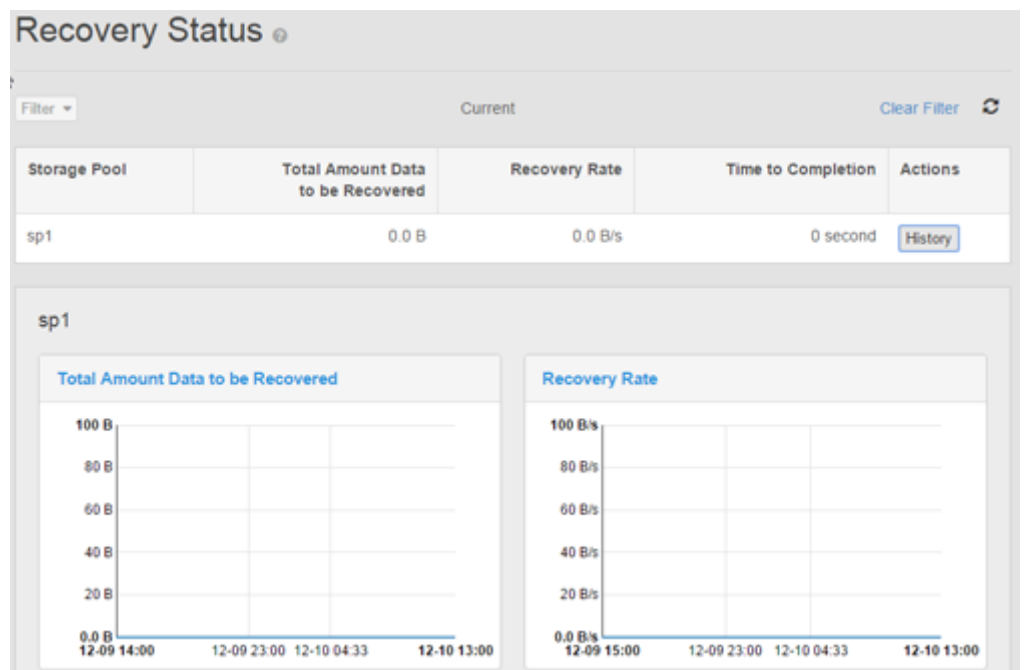 Recovery Status
Filter
Current
Clear Filter
Storage Pool
Total Amount Data
to be Recovered
Recovery Rate
Time to Completion
Actions
sp1
0.0 B
0.0 B/s
0 second
History
sp1
Total Amount Data to be Recovered
100 B
80 B
60 B
40 B
20 B
0.0 B
12-09 14:00
12-09 23:00
12-10 04:33
12-10 13:00
Recovery Rate
100 B/s
80 B/s
60 B/s
40 B/s
20 B/s
0.0 B/s
12-09 15:00
12-09 23:00
12-10 04:33
12-10 13:00